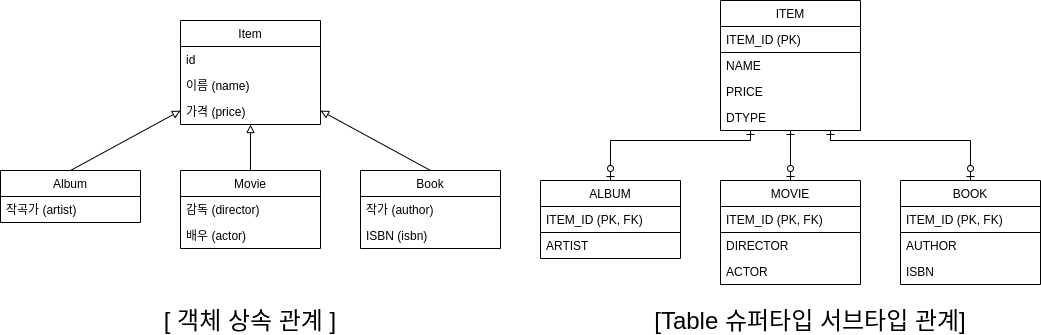 Item
id
이름 (name)
가격 (price)
Album
작곡가 (artist)
Movie
감독 (director)
배우 (actor)
Book
작가 (author)
ISBN (isbn)
[ 객체 상속 관계 ]
ITEM
ITEM_ID (PK)
NAME
PRICE
DTYPE
ALBUM
ITEM_ID (PK, FK)
ARTIST
MOVIE
ITEM_ID (PK, FK)
DIRECTOR
ACTOR
BOOK
ITEM_ID (PK, FK)
AUTHOR
ISBN
[Table 슈퍼타입 서브타입 관계]